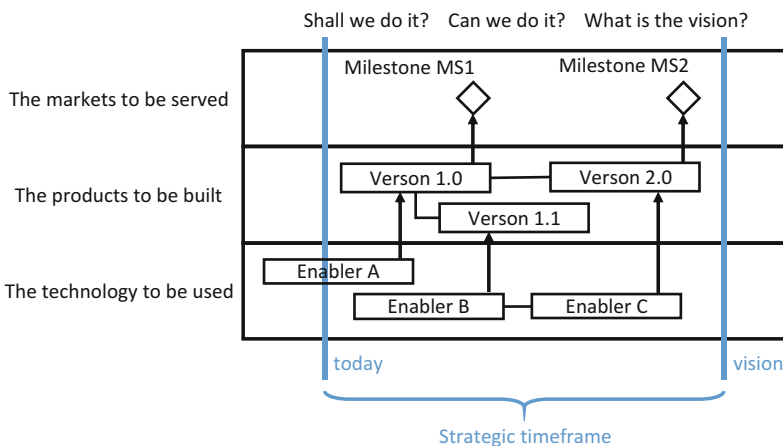 Shall we do it? Can we do it? What is the vision?
Milestone MS1 Milestone MS2
The markets to be served
Verson 1.0 Verson 2.0
The products to be built
Verson 1.1
Enabler A
The technology to be used
Enabler B Enabler C
today vision
Strategic timeframe